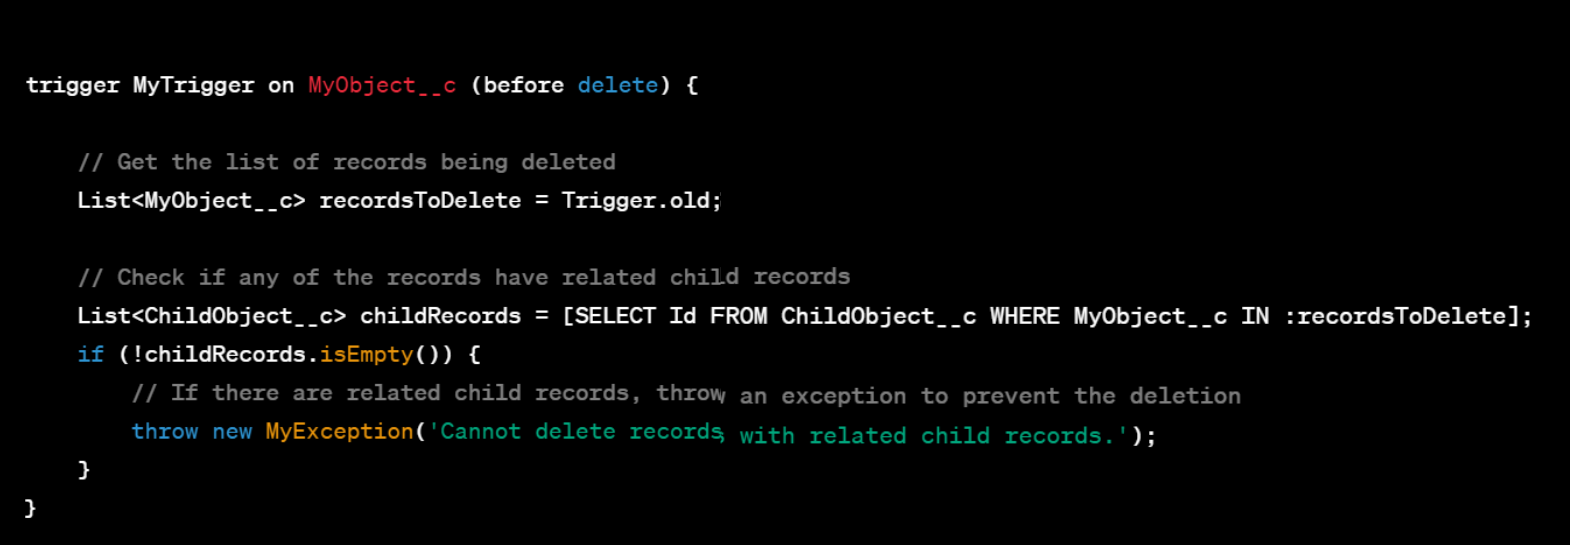 trigger MyTrigger on MyObject__c (before delete) {
// Get the list of records being deleted
List<MyObject__c> recordsToDelete = Trigger.old;
// Check if any of the records have related child records
List<ChildObject__c> childRecords = [SELECT Id FROM ChildObject__c WHERE MyObject__c IN :recordsToDelete];
if (!childRecords.isEmpty()) {
// If there are related child records, throw an exception to prevent the deletion
throw new MyException('Cannot delete records with related child records.');
}
}